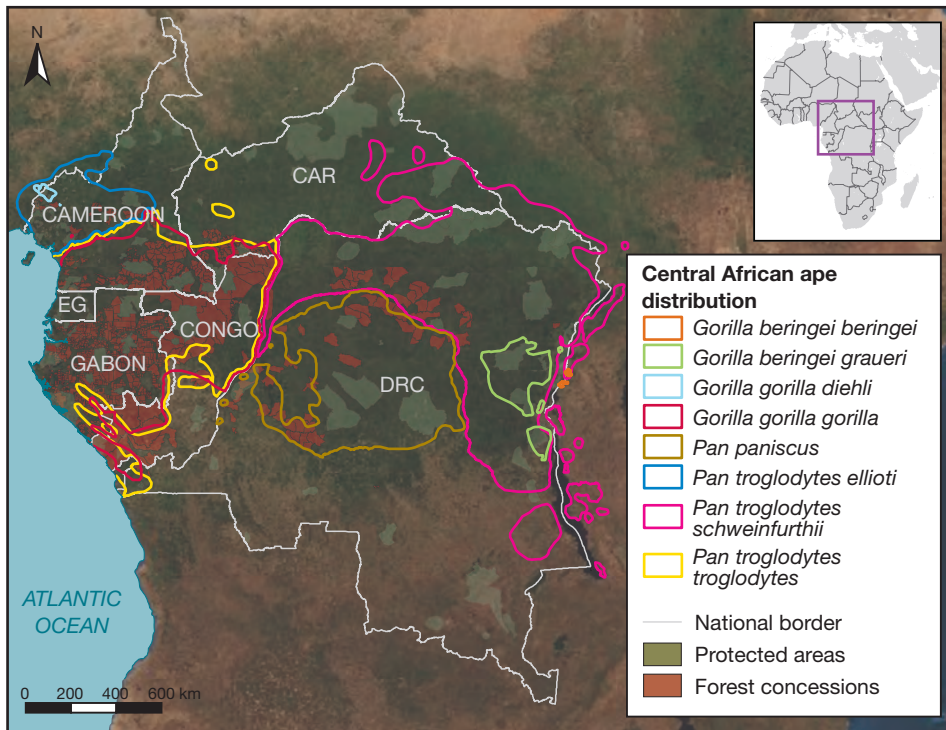 N
CAR
CAMEROON
EG
CONGO
GABON
DRC
ATLANTIC
OCEAN
0 200 400 600 km
Central African ape
distribution
Gorilla beringei beringei
Gorilla beringei graueri
Gorilla gorilla diehli
Gorilla gorilla gorilla
Pan paniscus
Pan troglodytes ellioti
Pan troglodytes
schweinfurthii
Pan troglodytes
troglodytes
National border
Protected areas
Forest concessions